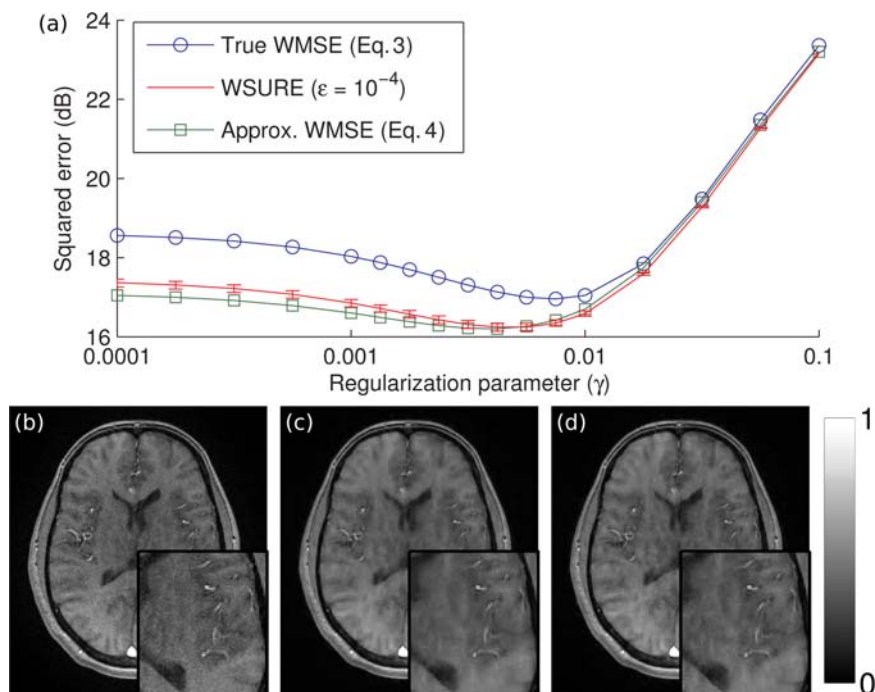 (a)
24
22
20
18
16
Squared error (dB)
True WMSE (Eq. 3)
WSURE (ε = 10⁻⁴)
Approx. WMSE (Eq. 4)
0.0001 0.001 0.01 0.1
Regularization parameter (γ)
(b) (c) (d)
1
0